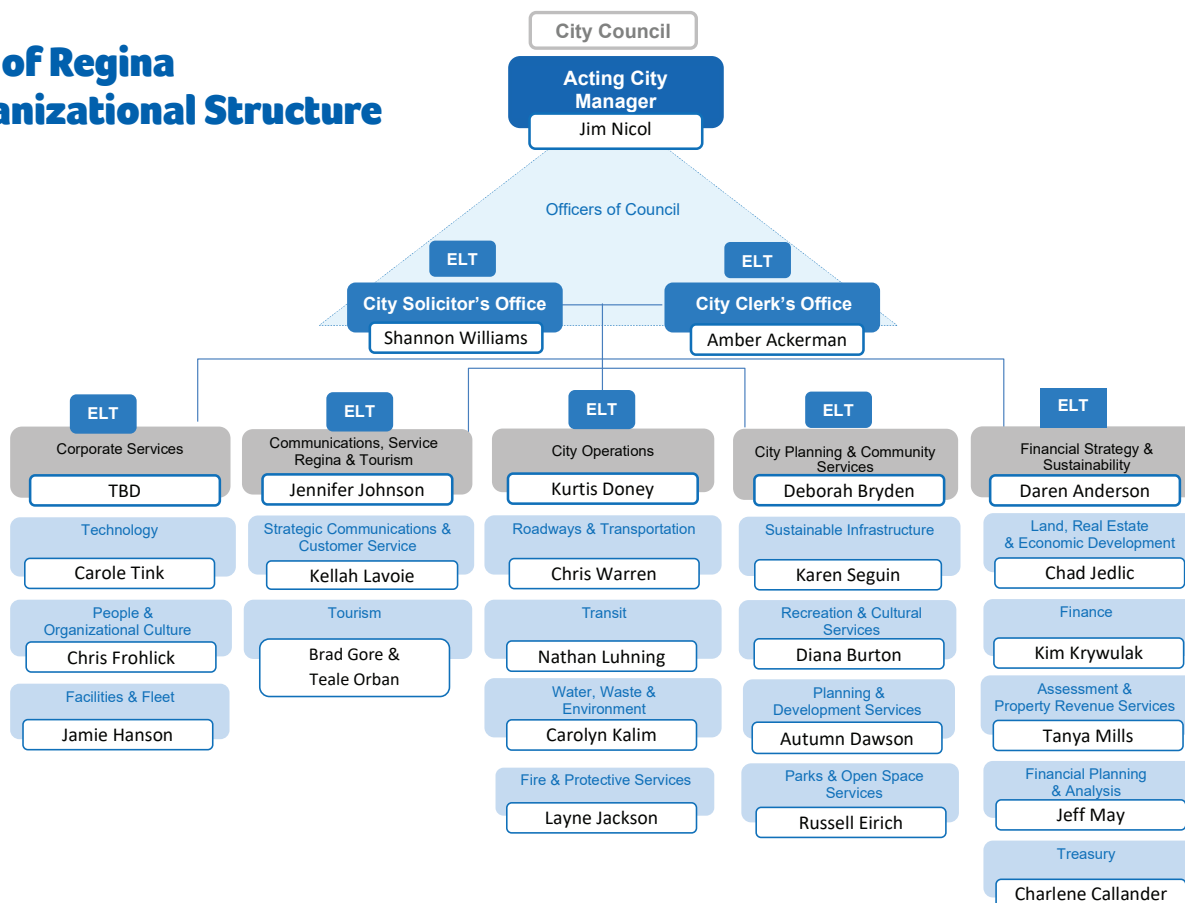 City Council
of Regina
anizational Structure
Acting City
Manager
Jim Nicol
Officers of Council
ELT
ELT
City Solicitor's Office
City Clerk's Office
Shannon Williams
Amber Ackerman
ELT
Corporate Services
TBD
Technology
Carole Tink
People &
Organizational Culture
Chris Frohlick
Facilities & Fleet
Jamie Hanson
ELT
Communications, Service
Regina & Tourism
Jennifer Johnson
Strategic Communications &
Customer Service
Kellah Lavoie
Tourism
Brad Gore &
Teale Orban
ELT
City Operations
Kurtis Doney
Roadways & Transportation
Chris Warren
Transit
Nathan Luhning
Water, Waste &
Environment
Carolyn Kalim
Fire & Protective Services
Layne Jackson
ELT
City Planning & Community
Services
Deborah Bryden
Sustainable Infrastructure
Karen Seguin
Recreation & Cultural
Services
Diana Burton
Planning &
Development Services
Autumn Dawson
Parks & Open Space
Services
Russell Eirich
ELT
Financial Strategy &
Sustainability
Daren Anderson
Land, Real Estate
& Economic Development
Chad Jedlic
Finance
Kim Krywulak
Assessment &
Property Revenue Services
Tanya Mills
Financial Planning
& Analysis
Jeff May
Treasury
Charlene Callander